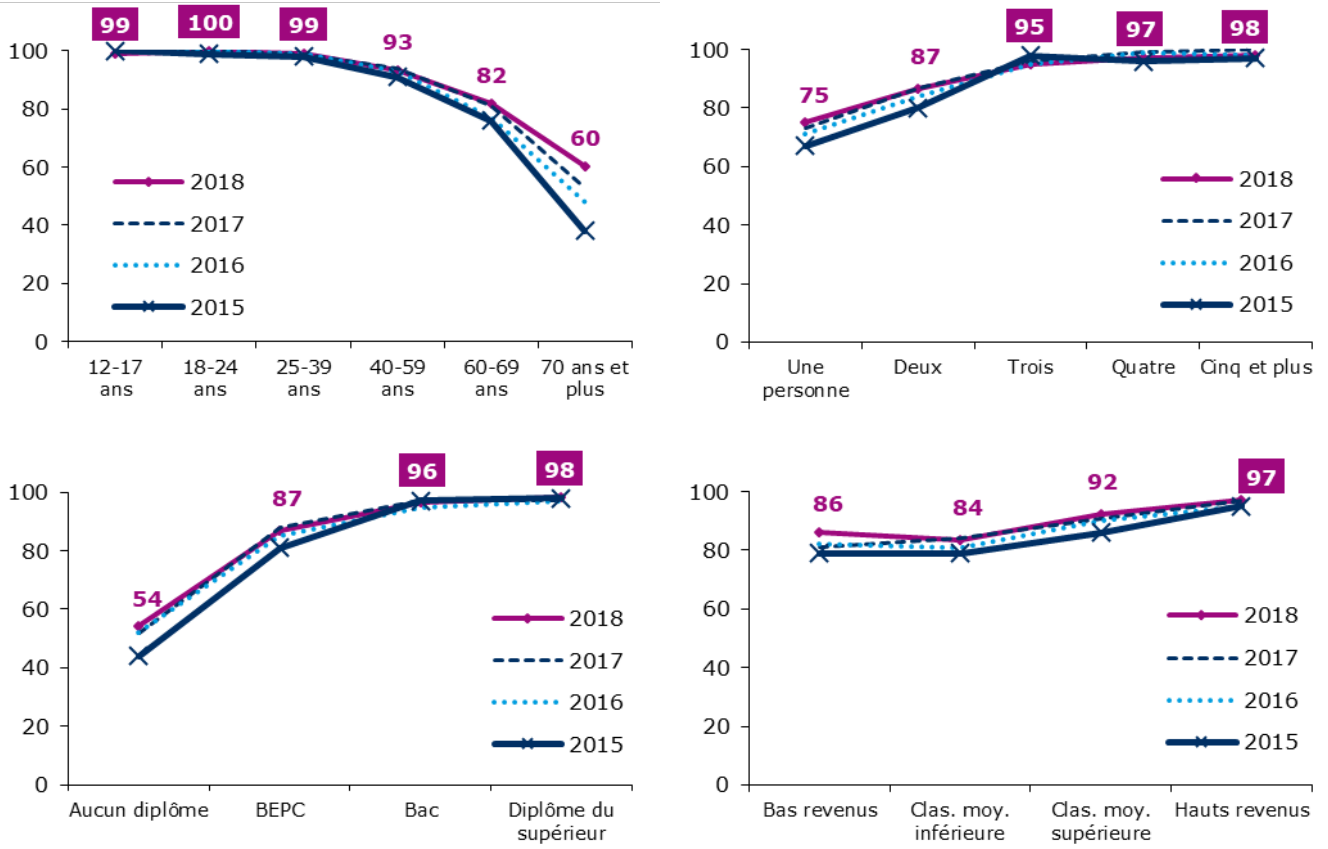 99 100 99 93 82 60
100
80
60
40
20
0
2018
2017
2016
2015
12-17 ans
18-24 ans
25-39 ans
40-59 ans
60-69 ans
70 ans et plus
75 87 95 97 98
100
80
60
40
20
0
2018
2017
2016
2015
Une personne
Deux
Trois
Quatre
Cinq et plus
54 87 96 98
100
80
60
40
20
0
2018
2017
2016
2015
Aucun diplôme
BEPC
Bac
Diplôme du supérieur
86 84 92 97
100
80
60
40
20
0
2018
2017
2016
2015
Bas revenus
Clas. moy. inférieure
Clas. moy. supérieure
Hauts revenus